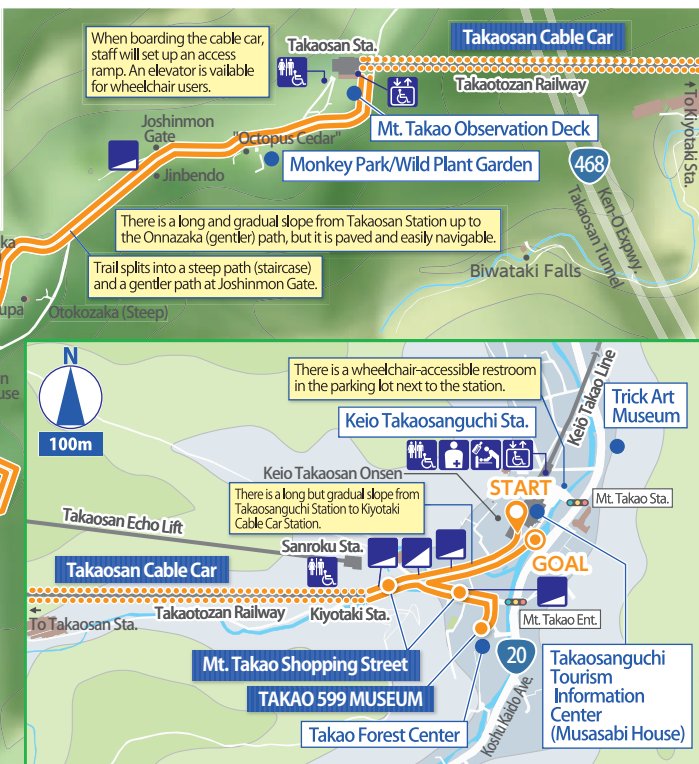 When boarding the cable car,
staff will set up an access
ramp. An elevator is vailable
for wheelchair users.
Takaosan Sta.
Takaosan Cable Car
Takaotozan Railway
To Kiyotaki Sta.
Joshinmon
Gate
"Octopus Cedar"
Mt. Takao Observation Deck
Jinbendo
Monkey Park/Wild Plant Garden
468
Ken-O Expwy.
Takaosan Tunnel
There is a long and gradual slope from Takaosan Station up to
the Onnazaka (gentler) path, but it is paved and easily navigable.
Trail splits into a steep path (staircase)
and a gentler path at Joshinmon Gate.
Biwataki Falls
ka
upa
Otokozaka (Steep)
n
use
N
100m
There is a wheelchair-accessible restroom
in the parking lot next to the station.
Keiō Takao Line
Trick Art
Museum
Keio Takaosanguchi Sta.
Keio Takaosan Onsen
START
Mt. Takao Sta.
There is a long but gradual slope from
Takaosanguchi Station to Kiyotaki
Cable Car Station.
Takaosan Echo Lift
Sanroku Sta.
GOAL
Takaosan Cable Car
Takaotozan Railway
Kiyotaki Sta.
To Takaosan Sta.
Mt. Takao Ent.
Mt. Takao Shopping Street
TAKAO 599 MUSEUM
Takao Forest Center
20
Koshu Kaido Ave.
Takaosanguchi
Tourism
Information
Center
(Musasabi House)